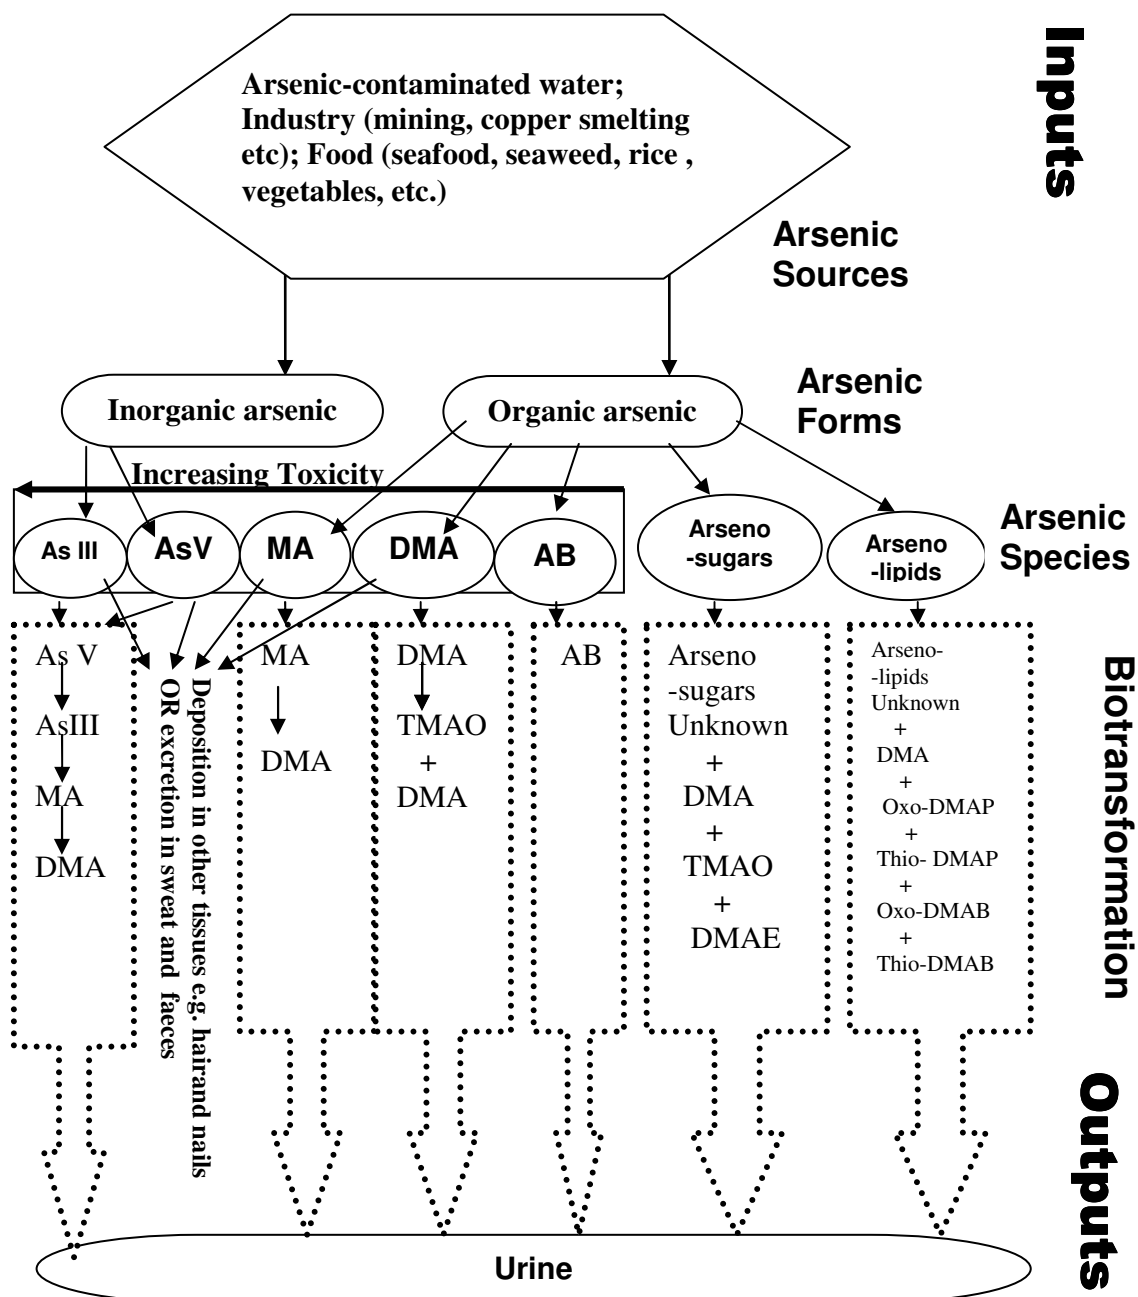 Inputs
Arsenic-contaminated water;
Industry (mining, copper smelting
etc); Food (seafood, seaweed, rice ,
vegetables, etc.)
Arsenic
Sources
Inorganic arsenic
Organic arsenic
Arsenic
Forms
Increasing Toxicity
As III
AsV
MA
DMA
AB
Arseno
-sugars
Arseno
-lipids
Arsenic
Species
As V
AsIII
MA
DMA
Deposition in other tissues e.g. hairand nails
OR excretion in sweat and faeces
MA
DMA
DMA
TMAO
+
DMA
AB
Arseno
-sugars
Unknown
+
DMA
+
TMAO
+
DMAE
Arseno-
-lipids
Unknown
+
DMA
+
Oxo-DMAP
+
Thio- DMAP
+
Oxo-DMAB
+
Thio-DMAB
Biotransformation
Outputs
Urine